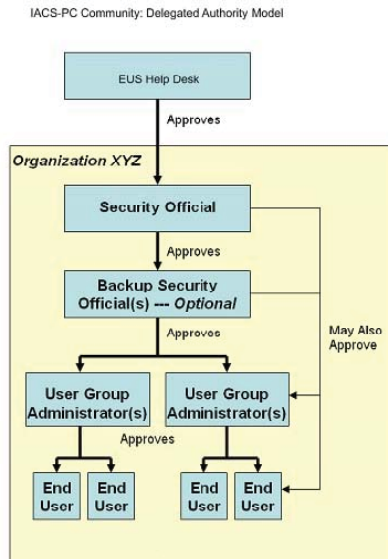 IACS-PC Community: Delegated Authority Model
EUS Help Desk
Approves
Organization XYZ
Security Official
Approves
Backup Security
Official(s) --- Optional
Approves
May Also
Approve
User Group
Administrator(s)
User Group
Administrator(s)
Approves
End
User
End
User
End
User
End
User